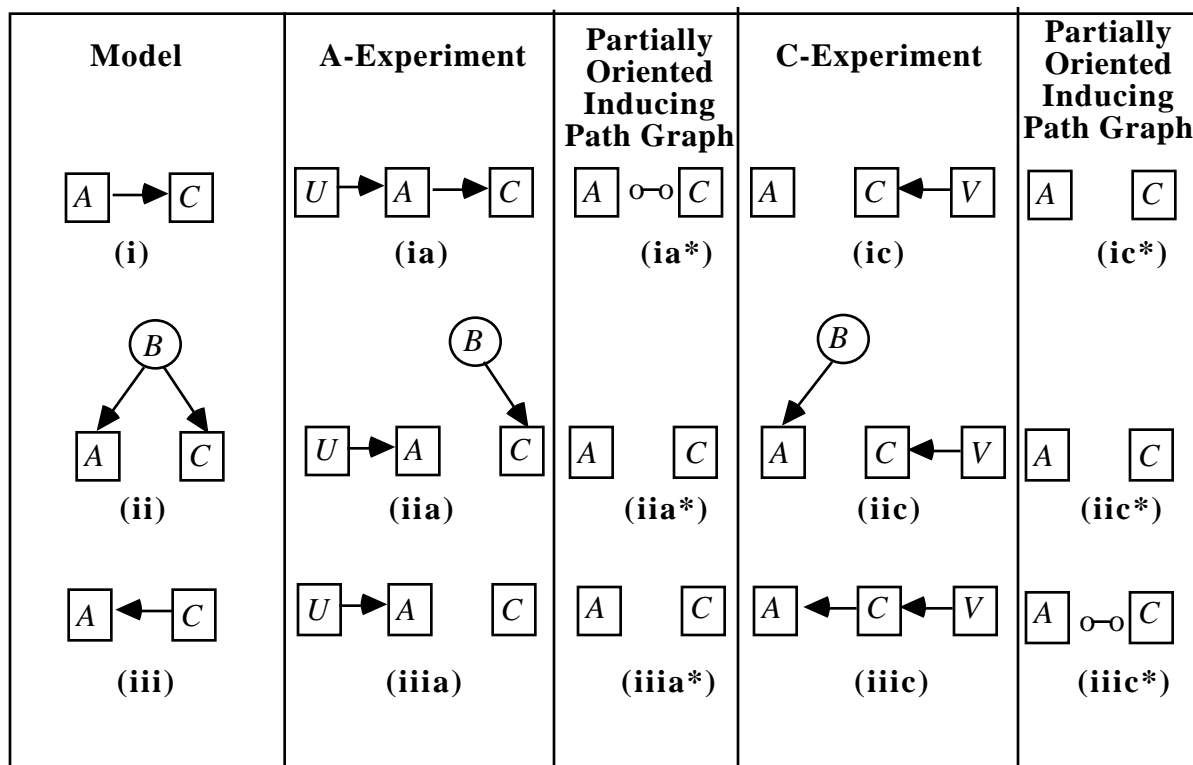 Model
A-Experiment
Partially
Oriented
Inducing
Path Graph
C-Experiment
Partially
Oriented
Inducing
Path Graph
A C
U A C
A o-o C
A C V
A C
(i)
(ia)
(ia*)
(ic)
(ic*)
B
B
B
A C
U A C
A C
A C V
A C
(ii)
(iia)
(iia*)
(iic)
(iic*)
A C
U A C
A C
A C V
A o-o C
(iii)
(iiia)
(iiia*)
(iiic)
(iiic*)